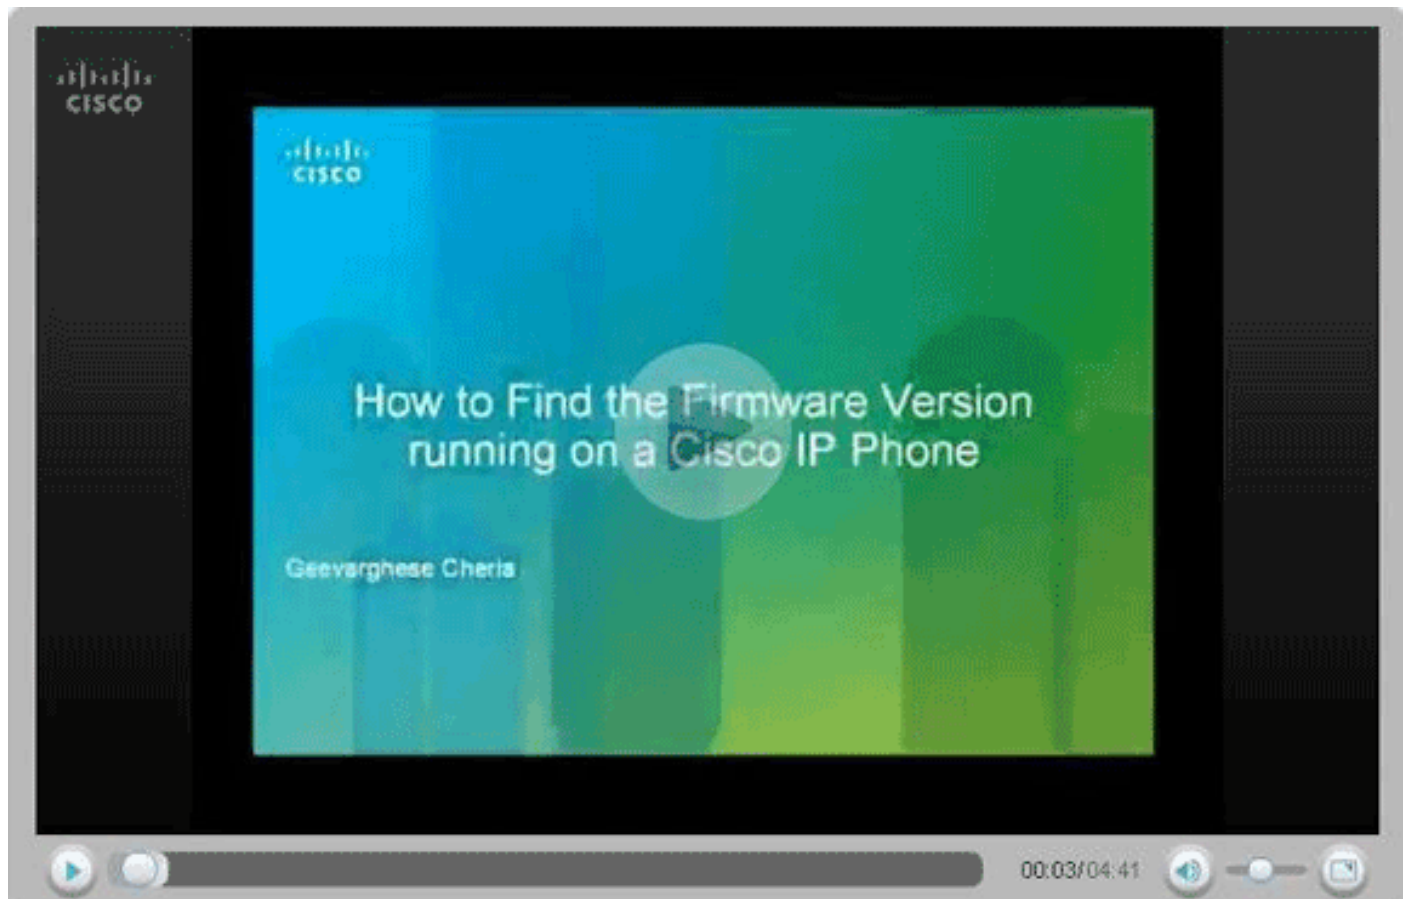 CISCO
CISCO
How to Find the Firmware Version
running on a Cisco IP Phone
Geevarghese Cheria
00:03/04:41